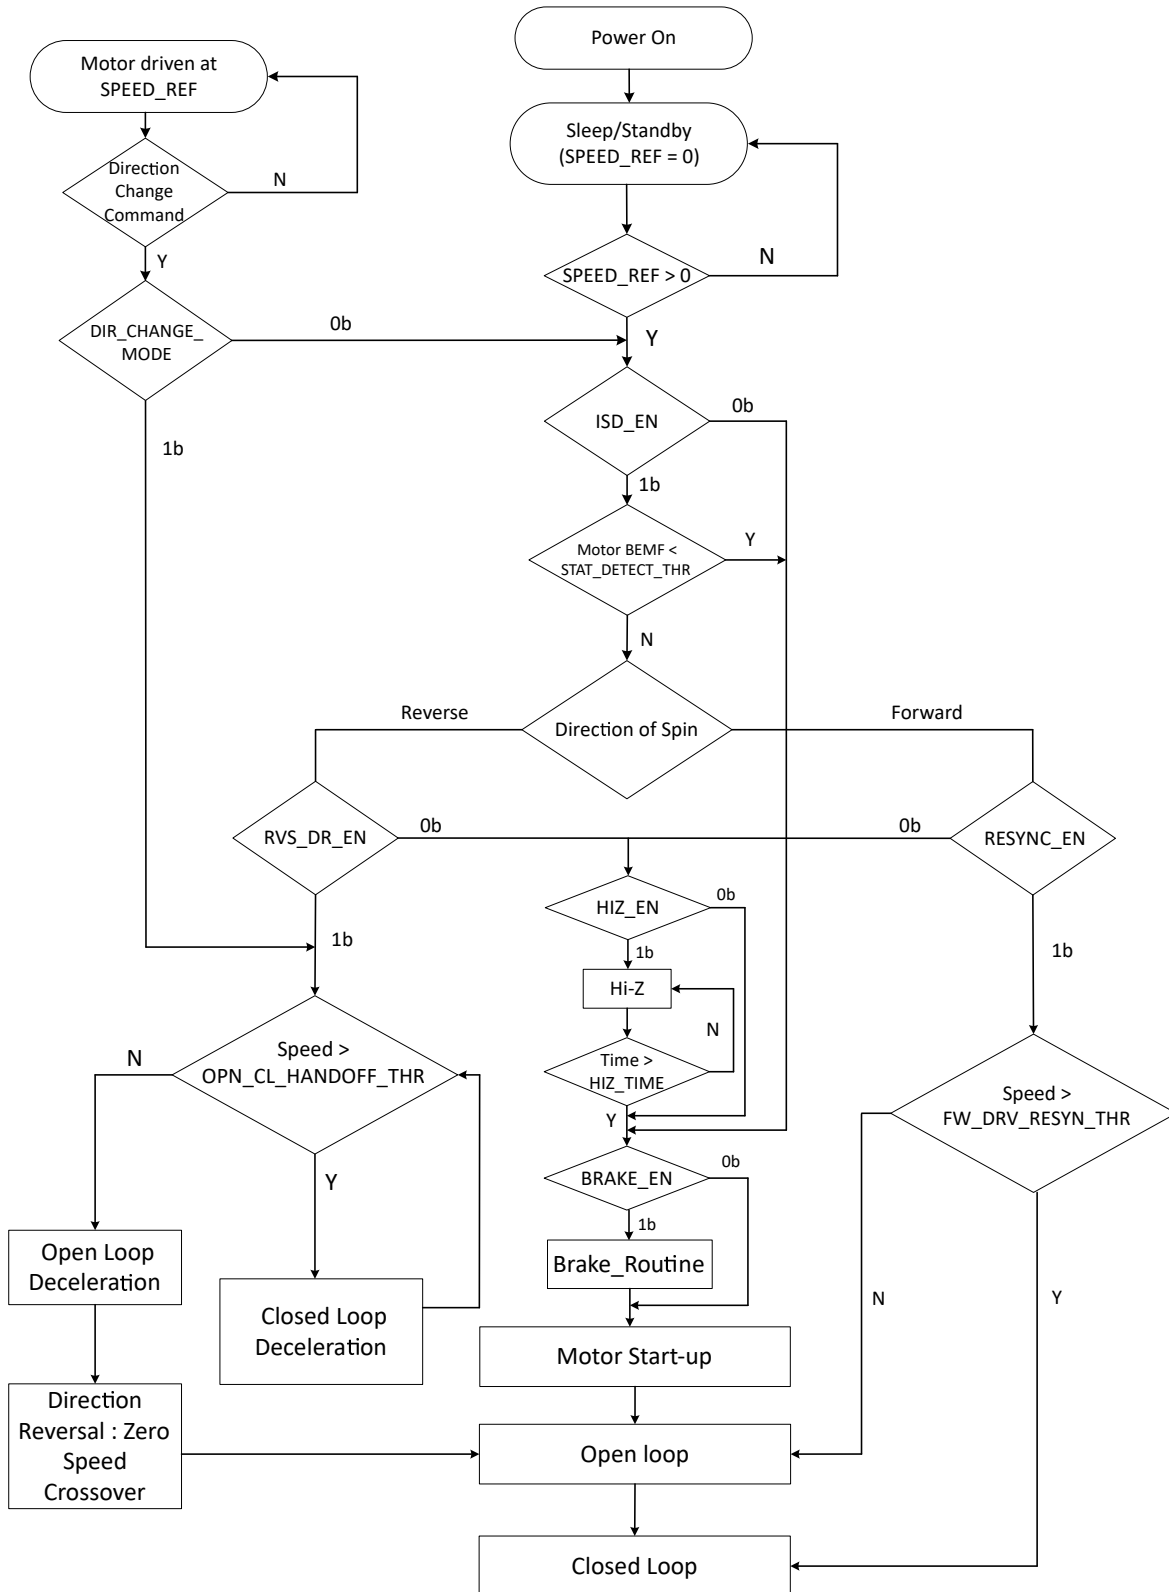 Power On
Motor driven at
SPEED_REF
Sleep/Standby
(SPEED_REF = 0)
Direction
Change
Command
N
Y
SPEED_REF > 0
N
Y
DIR_CHANGE_
MODE
0b
1b
ISD_EN
0b
1b
Motor BEMF <
STAT_DETECT_THR
Y
N
Direction of Spin
Reverse
Forward
RVS_DR_EN
0b
0b
RESYNC_EN
1b
1b
HIZ_EN
0b
1b
Hi-Z
N
Time >
HIZ_TIME
Y
Speed >
OPN_CL_HANDOFF_THR
N
Y
Speed >
FW_DRV_RESYN_THR
N
Y
BRAKE_EN
0b
1b
Brake_Routine
Open Loop
Deceleration
Closed Loop
Deceleration
Motor Start-up
Direction
Reversal : Zero
Speed
Crossover
Open loop
Closed Loop